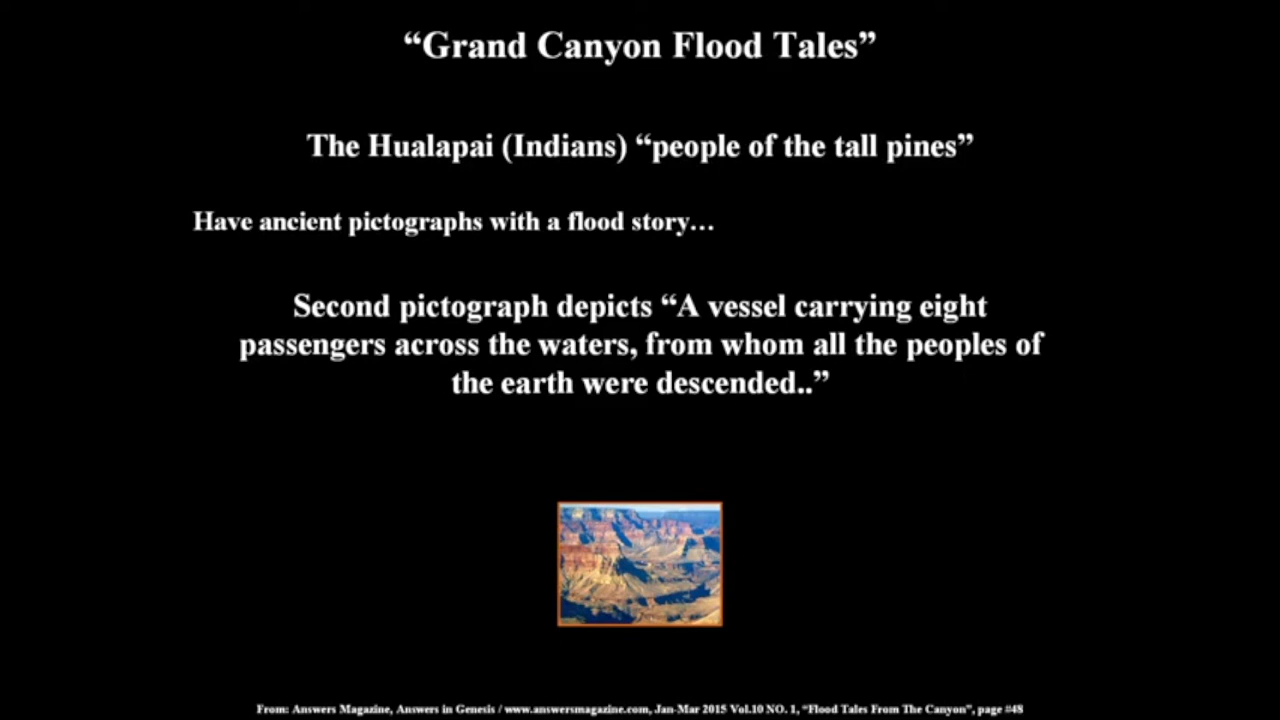 “Grand Canyon Flood Tales”
The Hualapai (Indians) “people of the tall pines”
Have ancient pictographs with a flood story…
Second pictograph depicts “A vessel carrying eight
passengers across the waters, from whom all the peoples of
the earth were descended..”
From: Answers Magazine, Answers in Genesis / www.answersmagazine.com, Jan-Mar 2015 Vol.10 NO. 1, “Flood Tales From The Canyon”, page #48